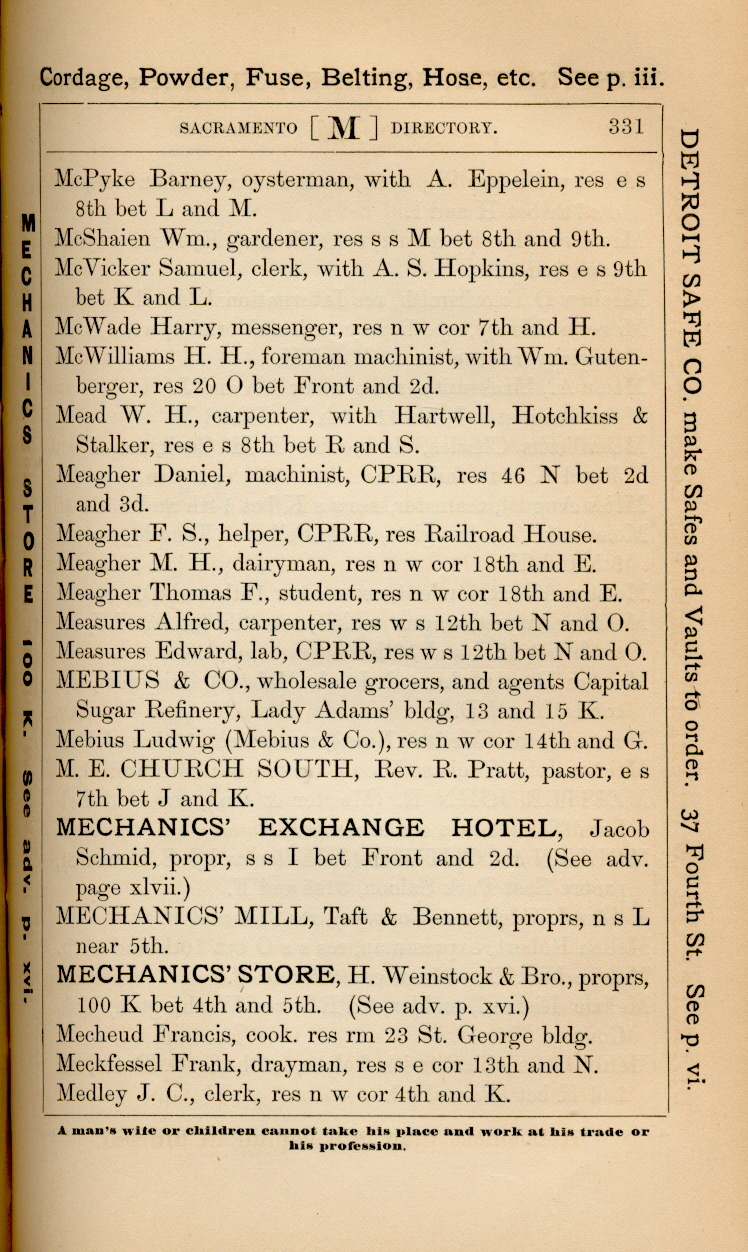 Cordage, Powder, Fuse, Belting, Hose, etc. See p. iii.
SACRAMENTO [ M ] DIRECTORY. 331
McPyke Barney, oysterman, with A. Eppelein, res e s
8th bet L and M.
McShaien Wm., gardener, res s s M bet 8th and 9th.
McVicker Samuel, clerk, with A. S. Hopkins, res e s 9th
bet K and L.
McWade Harry, messenger, res n w cor 7th and H.
McWilliams H. H., foreman machinist, with Wm. Guten-
berger, res 20 O bet Front and 2d.
Mead W. H., carpenter, with Hartwell, Hotchkiss &
Stalker, res e s 8th bet R and S.
Meagher Daniel, machinist, CPRR, res 46 N bet 2d
and 3d.
Meagher F. S., helper, CPRR, res Railroad House.
Meagher M. H., dairyman, res n w cor 18th and E.
Meagher Thomas F., student, res n w cor 18th and E.
Measures Alfred, carpenter, res w s 12th bet N and O.
Measures Edward, lab, CPRR, res w s 12th bet N and O.
MEBIUS & CO., wholesale grocers, and agents Capital
Sugar Refinery, Lady Adams' bldg, 13 and 15 K.
Mebius Ludwig (Mebius & Co.), res n w cor 14th and G.
M. E. CHURCH SOUTH, Rev. R. Pratt, pastor, e s
7th bet J and K.
MECHANICS' EXCHANGE HOTEL, Jacob
Schmid, propr, s s I bet Front and 2d. (See adv.
page xlvii.)
MECHANICS' MILL, Taft & Bennett, proprs, n s L
near 5th.
MECHANICS' STORE, H. Weinstock & Bro., proprs,
100 K bet 4th and 5th. (See adv. p. xvi.)
Mecheud Francis, cook. res rm 23 St. George bldg.
Meckfessel Frank, drayman, res s e cor 13th and N.
Medley J. C., clerk, res n w cor 4th and K.
A man's wife or children cannot take his place and work at his trade or
his profession.
MECHANICS STORE 100 K. See adv. p. xvi.
DETROIT SAFE CO. make Safes and Vaults to order. 37 Fourth St. See p. vi.